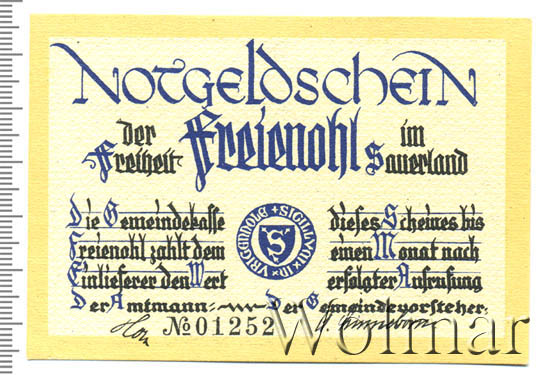 Notgeldschein
der Freiheit Freienohl im Sauerland
Die Gemeindekasse
Freienohl zahlt dem
Einlieferer den Wert
dieses Scheines bis
einen Monat nach
erfolgter Aufrufung
Der Amtmann: Der Gemeindevorsteher:
No 01252
Wolmar